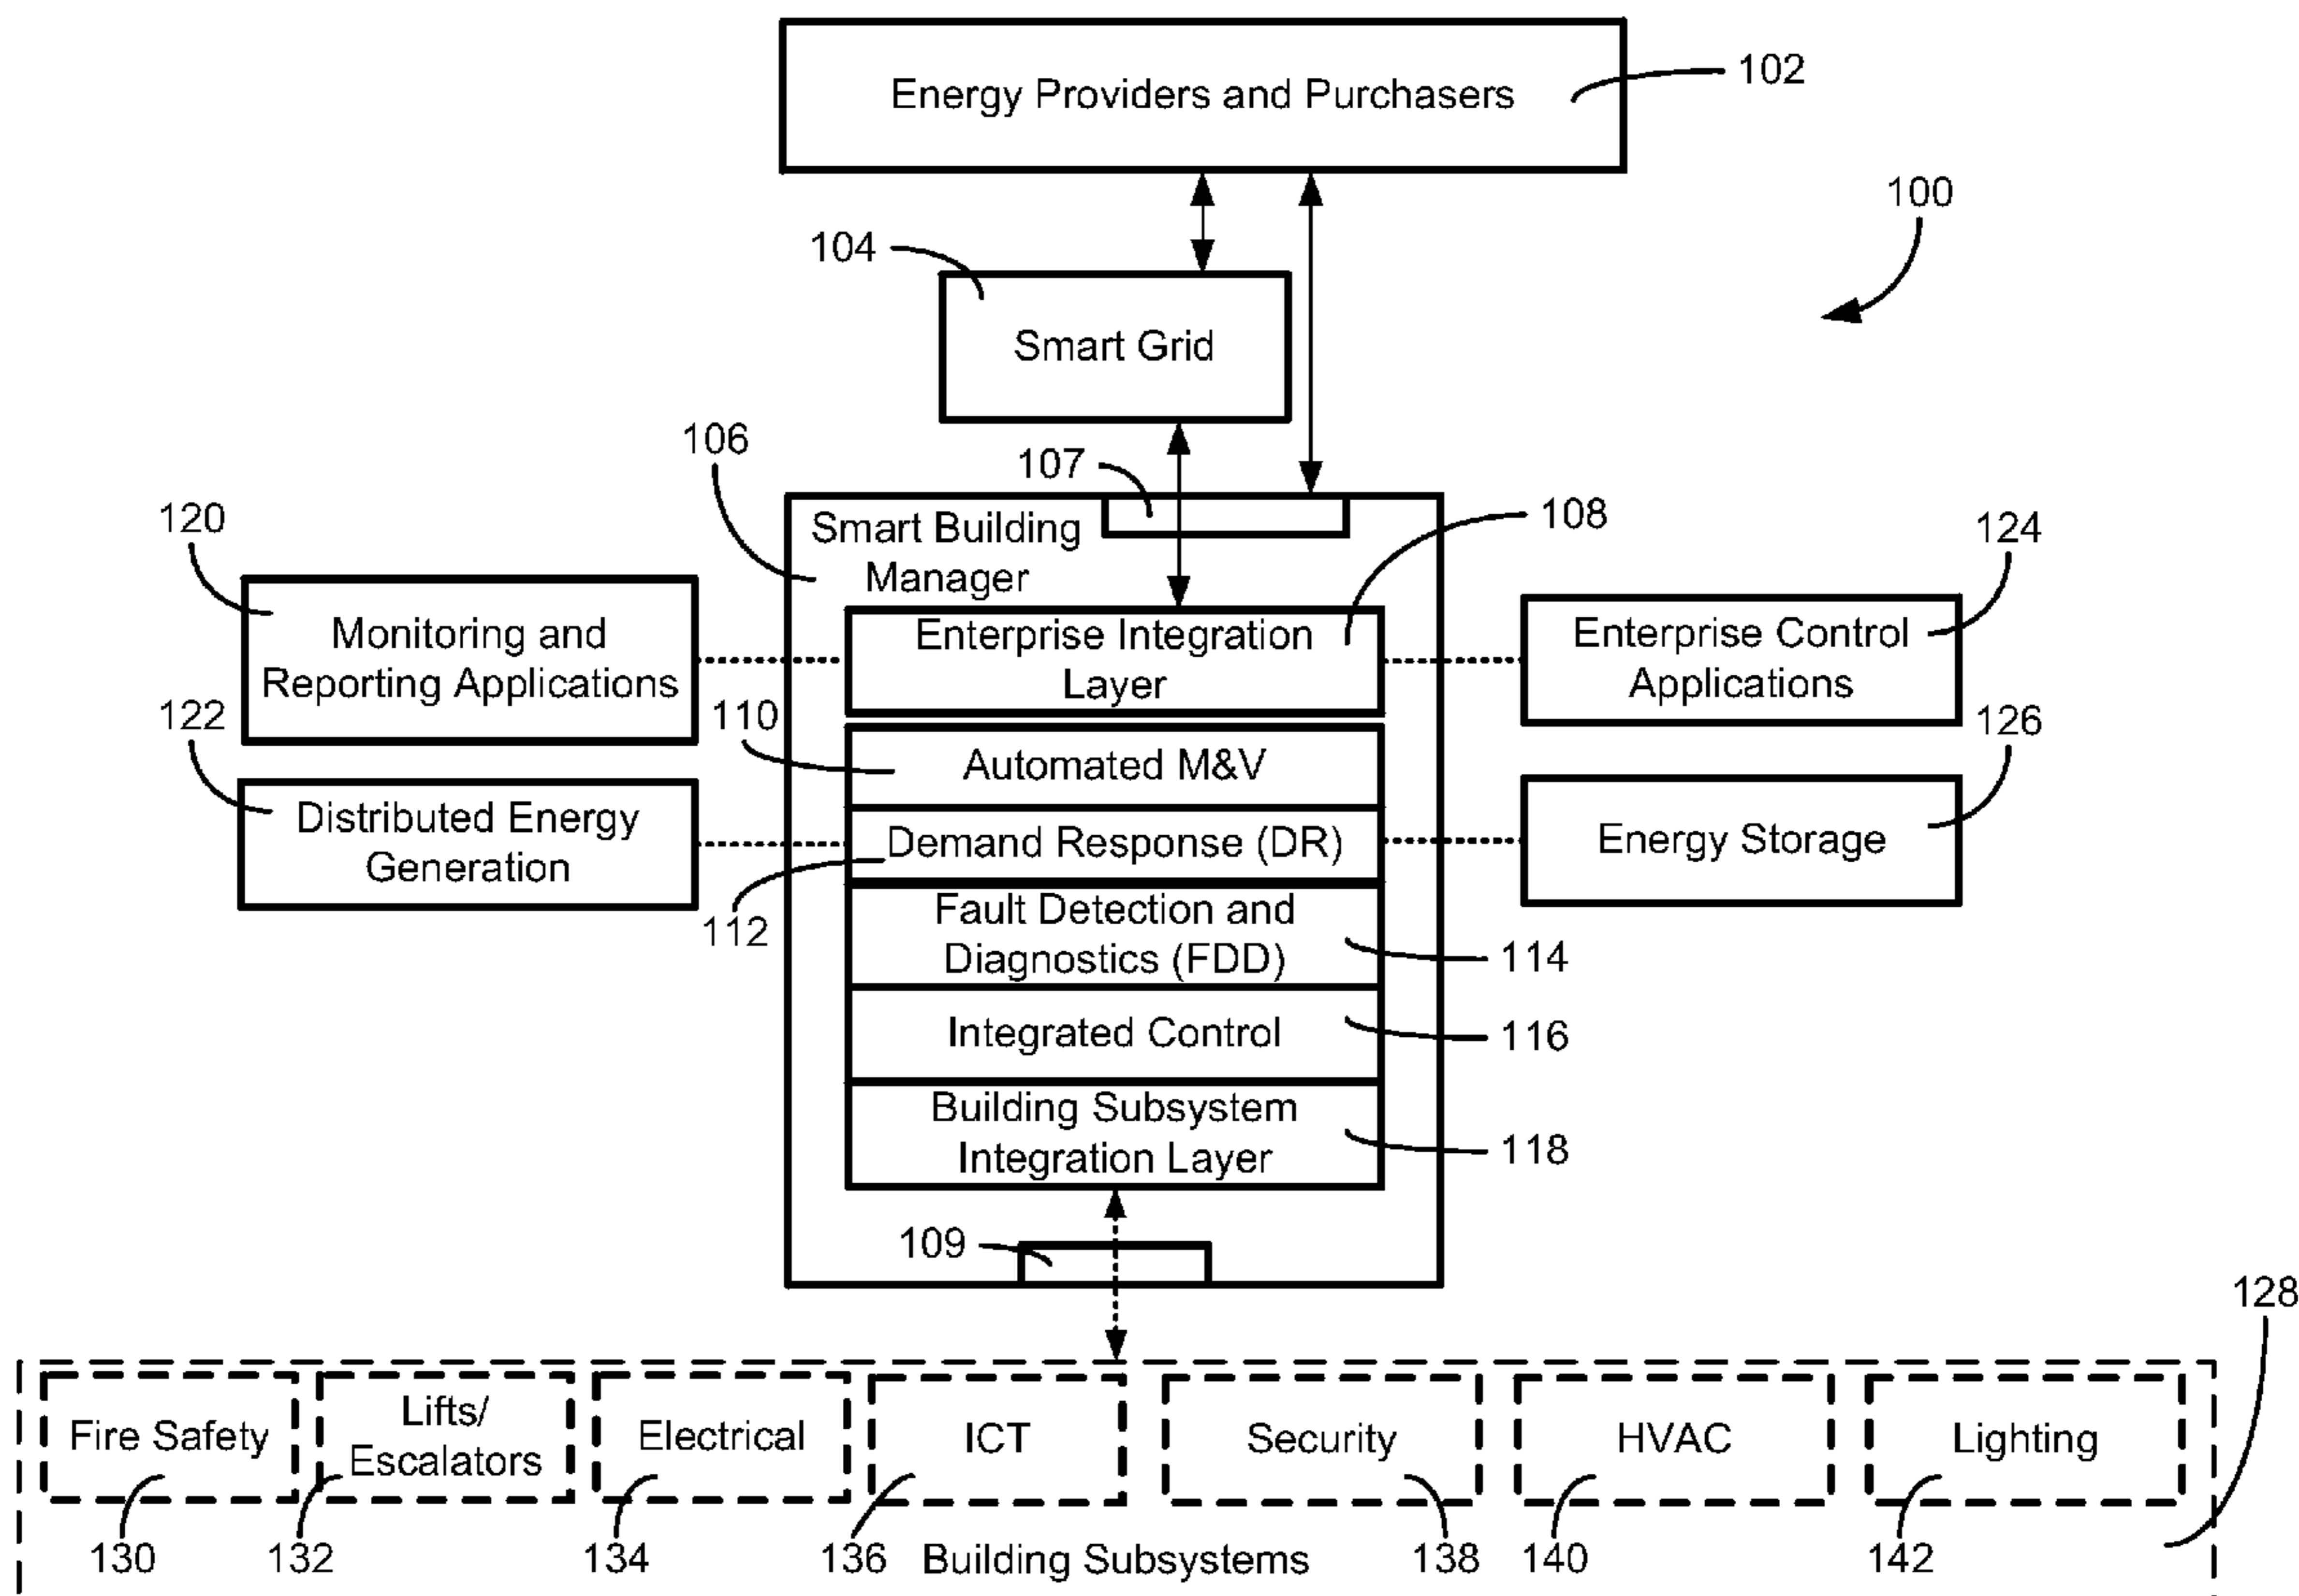 Energy Providers and Purchasers
102
100
104
Smart Grid
106
107
108
Smart Building
Manager
120
124
Monitoring and
Reporting Applications
Enterprise Integration
Layer
Enterprise Control
Applications
122
110
126
Automated M&V
Distributed Energy
Generation
Demand Response (DR)
Energy Storage
112
Fault Detection and
Diagnostics (FDD)
114
Integrated Control
116
Building Subsystem
Integration Layer
118
109
128
Fire Safety
Lifts/
Escalators
Electrical
ICT
Security
HVAC
Lighting
130
132
134
136
Building Subsystems
138
140
142